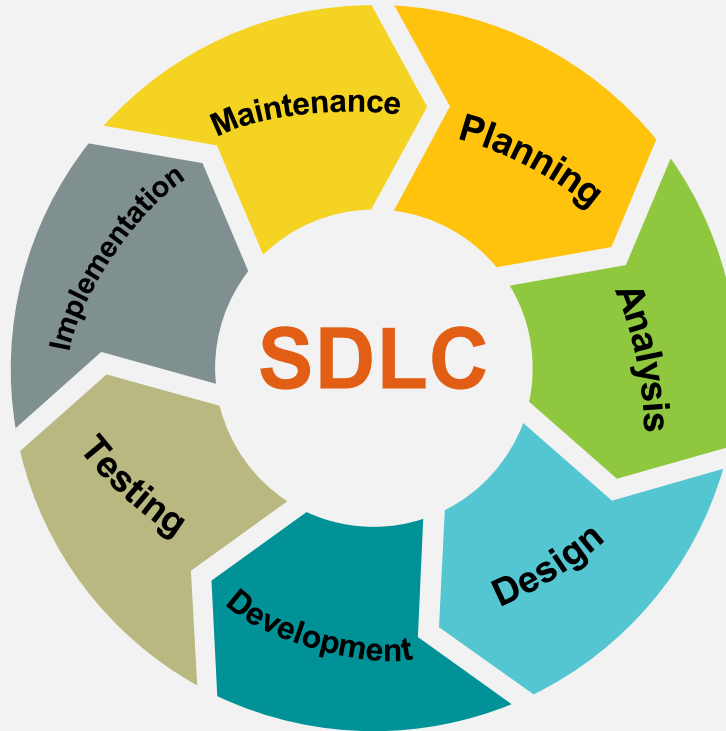 SDLC
Planning
Analysis
Design
Development
Testing
Implementation
Maintenance